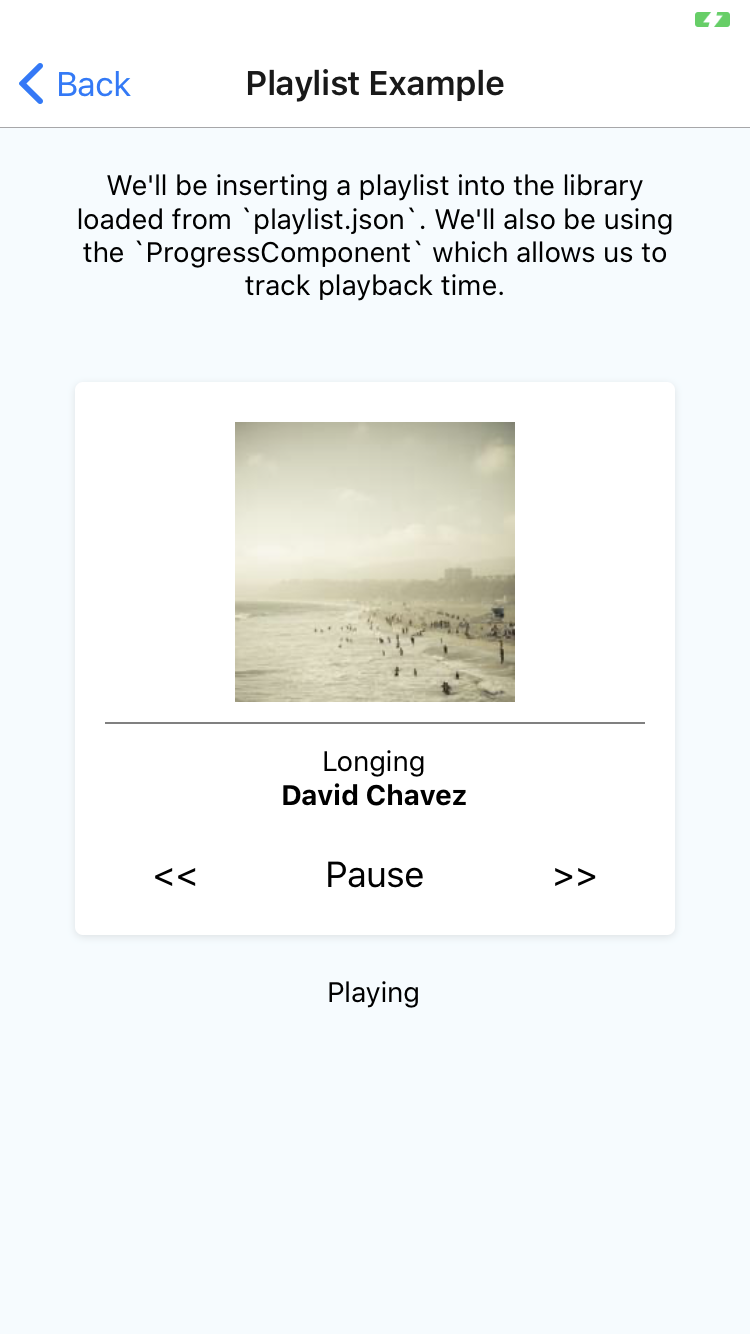 Back
Playlist Example
We'll be inserting a playlist into the library
loaded from `playlist.json`. We'll also be using
the `ProgressComponent` which allows us to
track playback time.
Longing
David Chavez
<< Pause >>
Playing